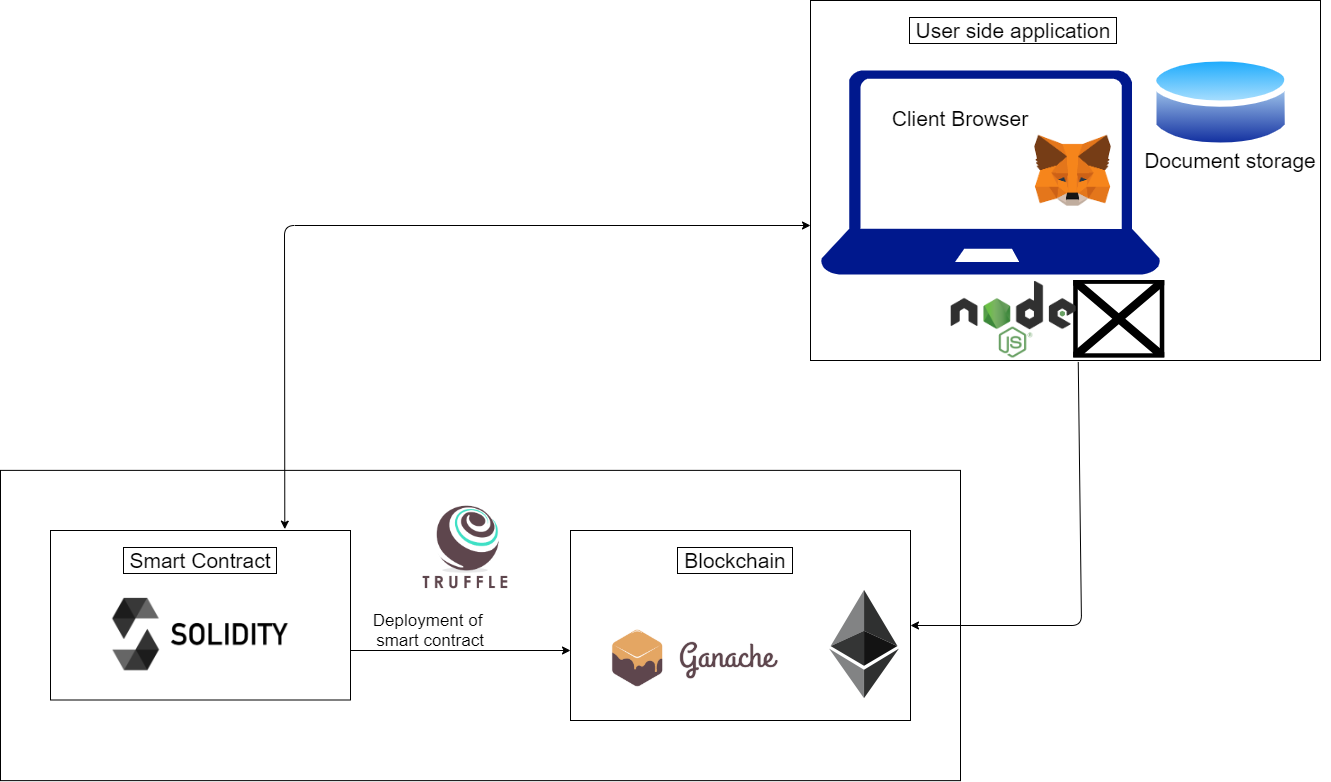 User side application
Client Browser
Document storage
node
JS
Smart Contract
SOLIDITY
TRUFFLE
Deployment of
smart contract
Blockchain
Ganache